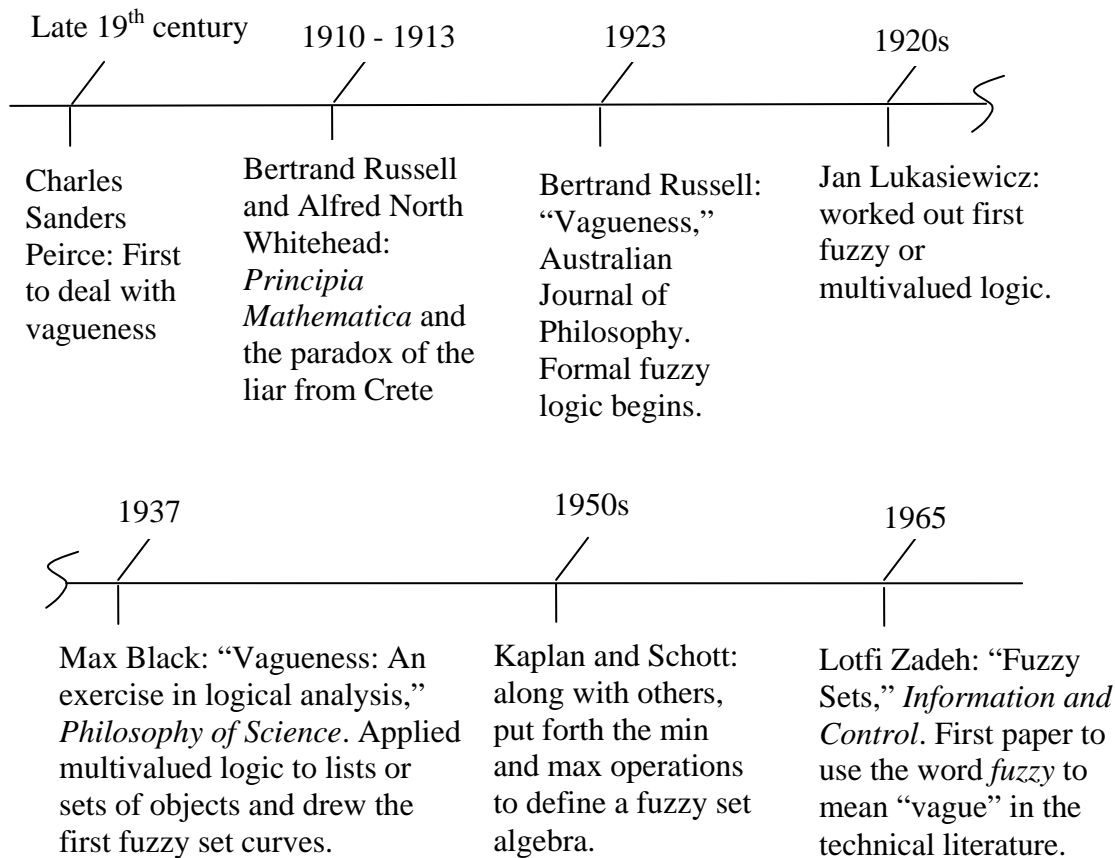 Late 19th century
1910 - 1913
1923
1920s
Charles
Sanders
Peirce: First
to deal with
vagueness
Bertrand Russell
and Alfred North
Whitehead:
Principia
Mathematica and
the paradox of the
liar from Crete
Bertrand Russell:
“Vagueness,”
Australian
Journal of
Philosophy.
Formal fuzzy
logic begins.
Jan Lukasiewicz:
worked out first
fuzzy or
multivalued logic.
1937
1950s
1965
Max Black: “Vagueness: An
exercise in logical analysis,”
Philosophy of Science. Applied
multivalued logic to lists or
sets of objects and drew the
first fuzzy set curves.
Kaplan and Schott:
along with others,
put forth the min
and max operations
to define a fuzzy set
algebra.
Lotfi Zadeh: “Fuzzy
Sets,” Information and
Control. First paper to
use the word fuzzy to
mean “vague” in the
technical literature.